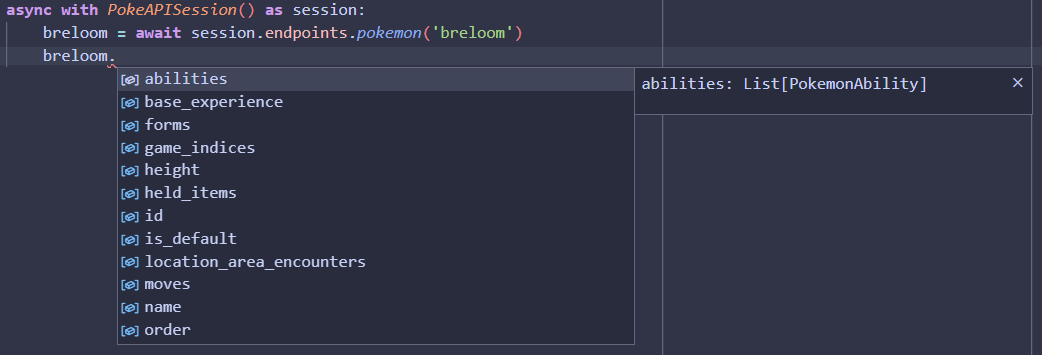 async with PokeAPISession() as session:
breloom = await session.endpoints.pokemon('breloom')
breloom.
abilities
abilities: List[PokemonAbility]
base_experience
forms
game_indices
height
held_items
id
is_default
location_area_encounters
moves
name
order